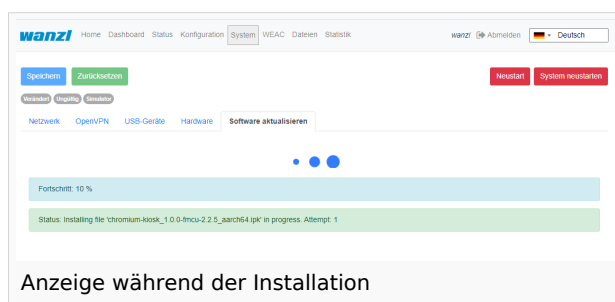 wanzl Home Dashboard Status Konfiguration System WEAC Dateien Statistik wanzl Abmelden Deutsch
Speichern Zurücksetzen Neustart System neustarten
Verändert Ungültig Simulator
Netzwerk OpenVPN USB-Geräte Hardware Software aktualisieren
Fortschritt: 10 %
Status: Installing file 'chromium-kiosk_1.0.0-fmcu-2.2.5_aarch64.ipk' in progress. Attempt: 1
Anzeige während der Installation